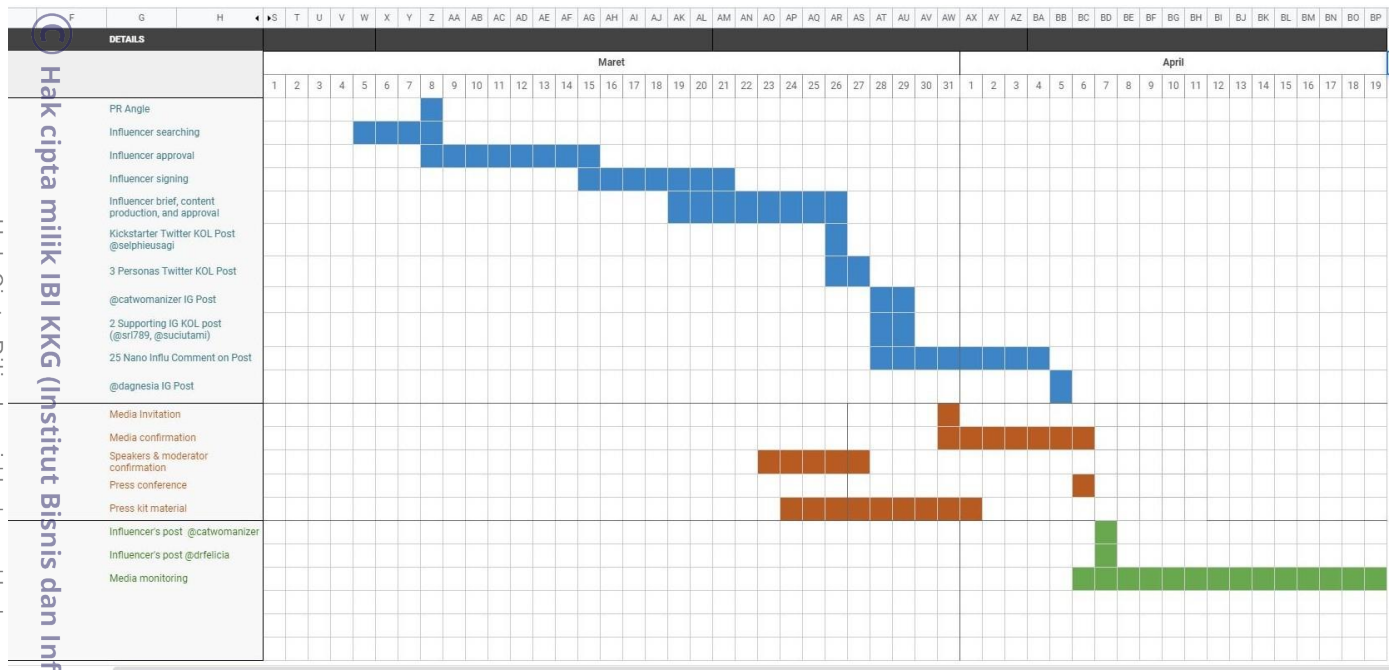 F G H S T U V W X Y Z AA AB AC AD AE AF AG AH AI AJ AK AL AM AN AO AP AQ AR AS AT AU AV AW AX AY AZ BA BB BC BD BE BF BG BH BI BJ BK BL BM BN BO BP
DETAILS
Maret April
1 2 3 4 5 6 7 8 9 10 11 12 13 14 15 16 17 18 19 20 21 22 23 24 25 26 27 28 29 30 31 1 2 3 4 5 6 7 8 9 10 11 12 13 14 15 16 17 18 19
PR Angle
Influencer searching
Influencer approval
Influencer signing
Influencer brief, content
production, and approval
Kickstarter Twitter KOL Post
@selphieusagi
3 Personas Twitter KOL Post
@catwomanizer IG Post
2 Supporting IG KOL post
(@srl789, @suciutami)
25 Nano Influ Comment on Post
@dagnesia IG Post
Media Invitation
Media confirmation
Speakers & moderator
confirmation
Press conference
Press kit material
Influencer's post @catwomanizer
Influencer's post @drfelicia
Media monitoring
© Hak cipta milik IBI KKG (Institut Bisnis dan Inf